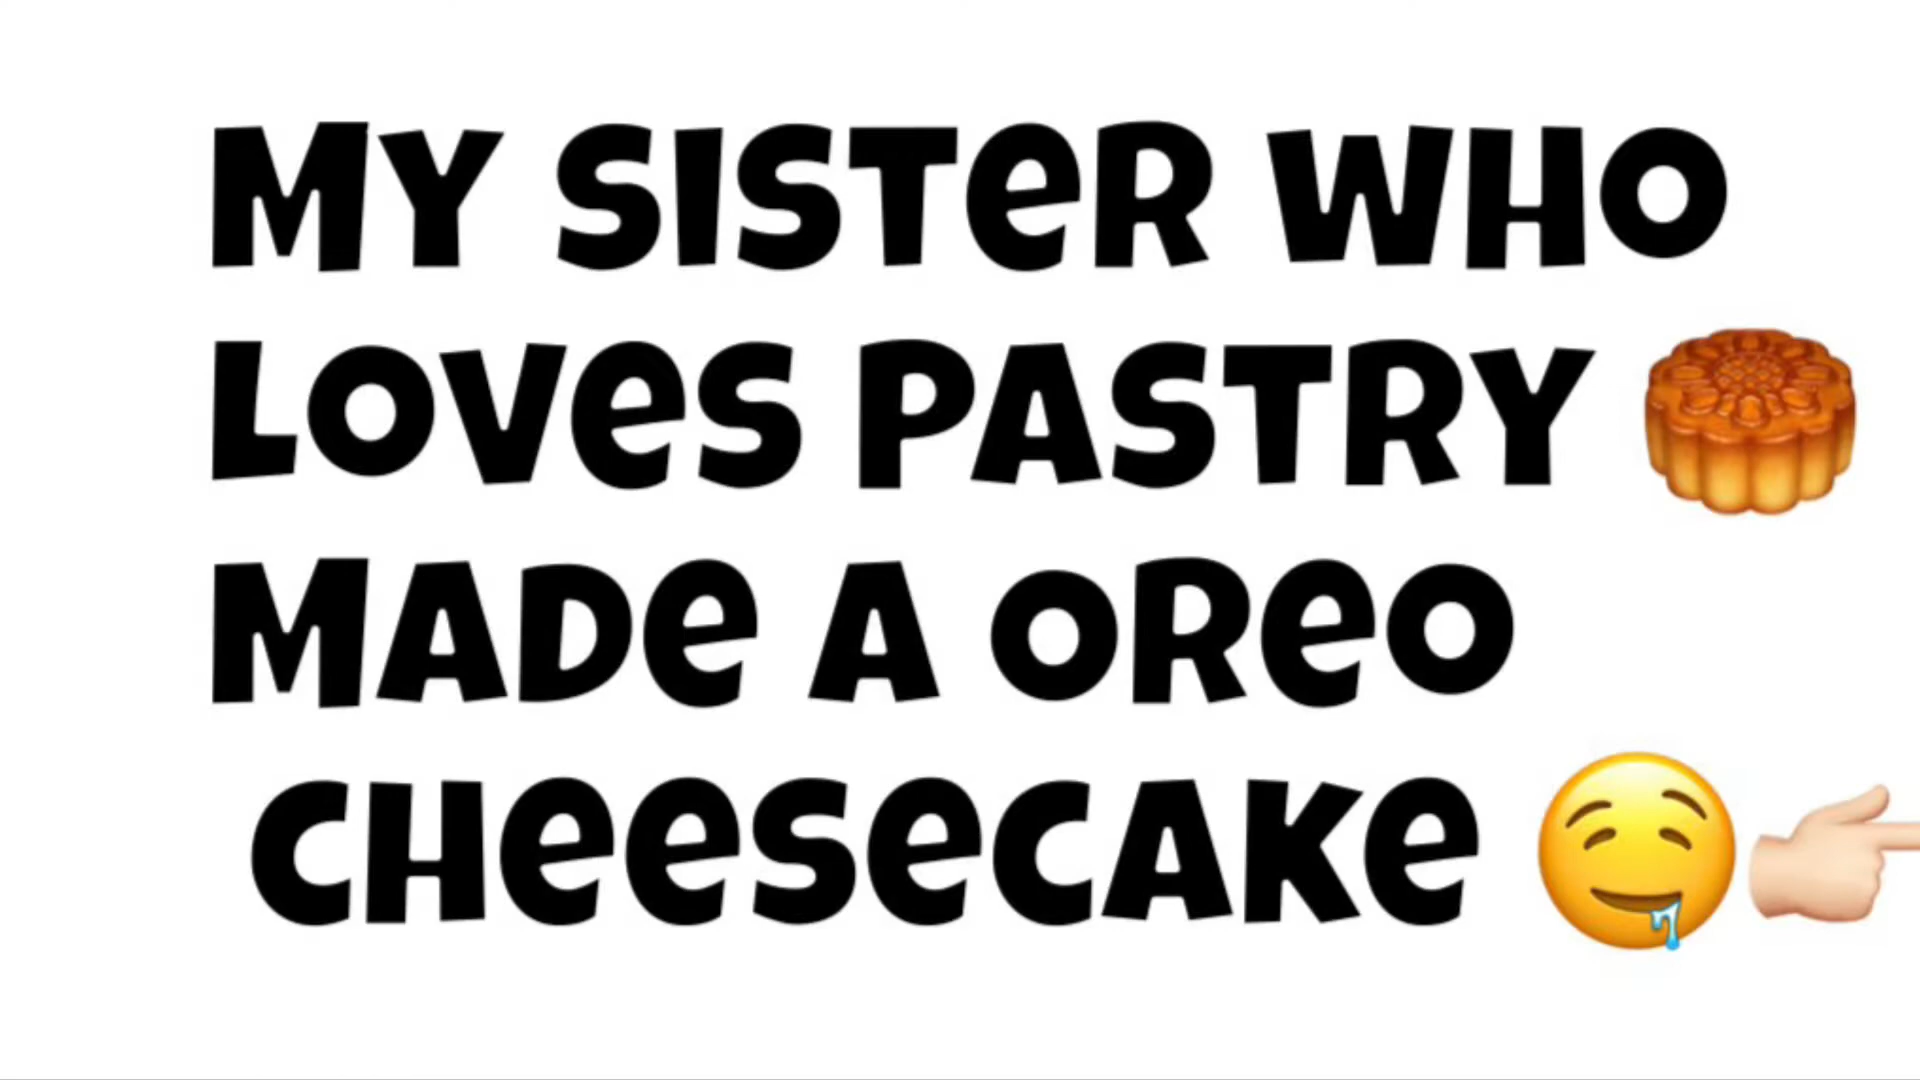 MY SISTER WHO
LOVES PASTRY 🥮
MADE A OREO
CHEESECAKE 🤤👉🏻